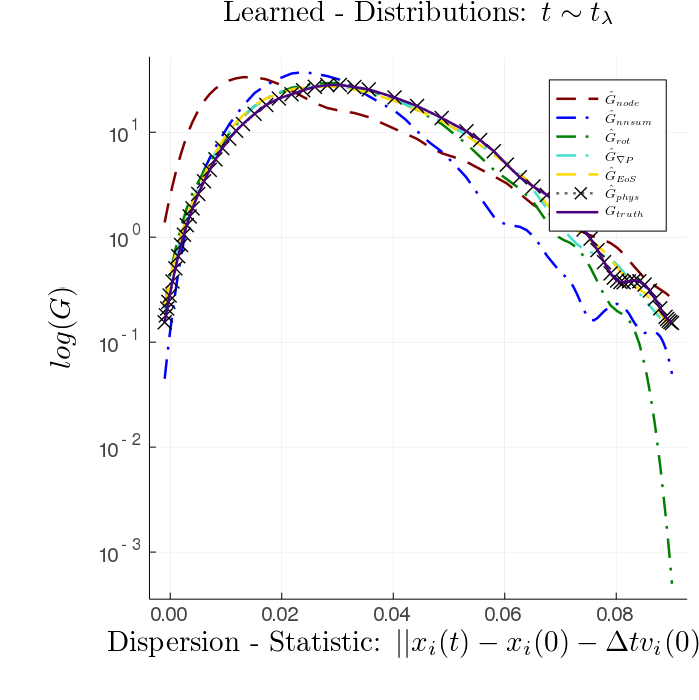 Learned - Distributions: t ∼ t_λ
Ĝ_node
Ĝ_nnsum
Ĝ_rot
Ĝ_∇P
Ĝ_EoS
Ĝ_phys
G_truth
log(G)
10^1
10^0
10^-1
10^-2
10^-3
0.00 0.02 0.04 0.06 0.08
Dispersion - Statistic: ||x_i(t) − x_i(0) − Δtv_i(0)